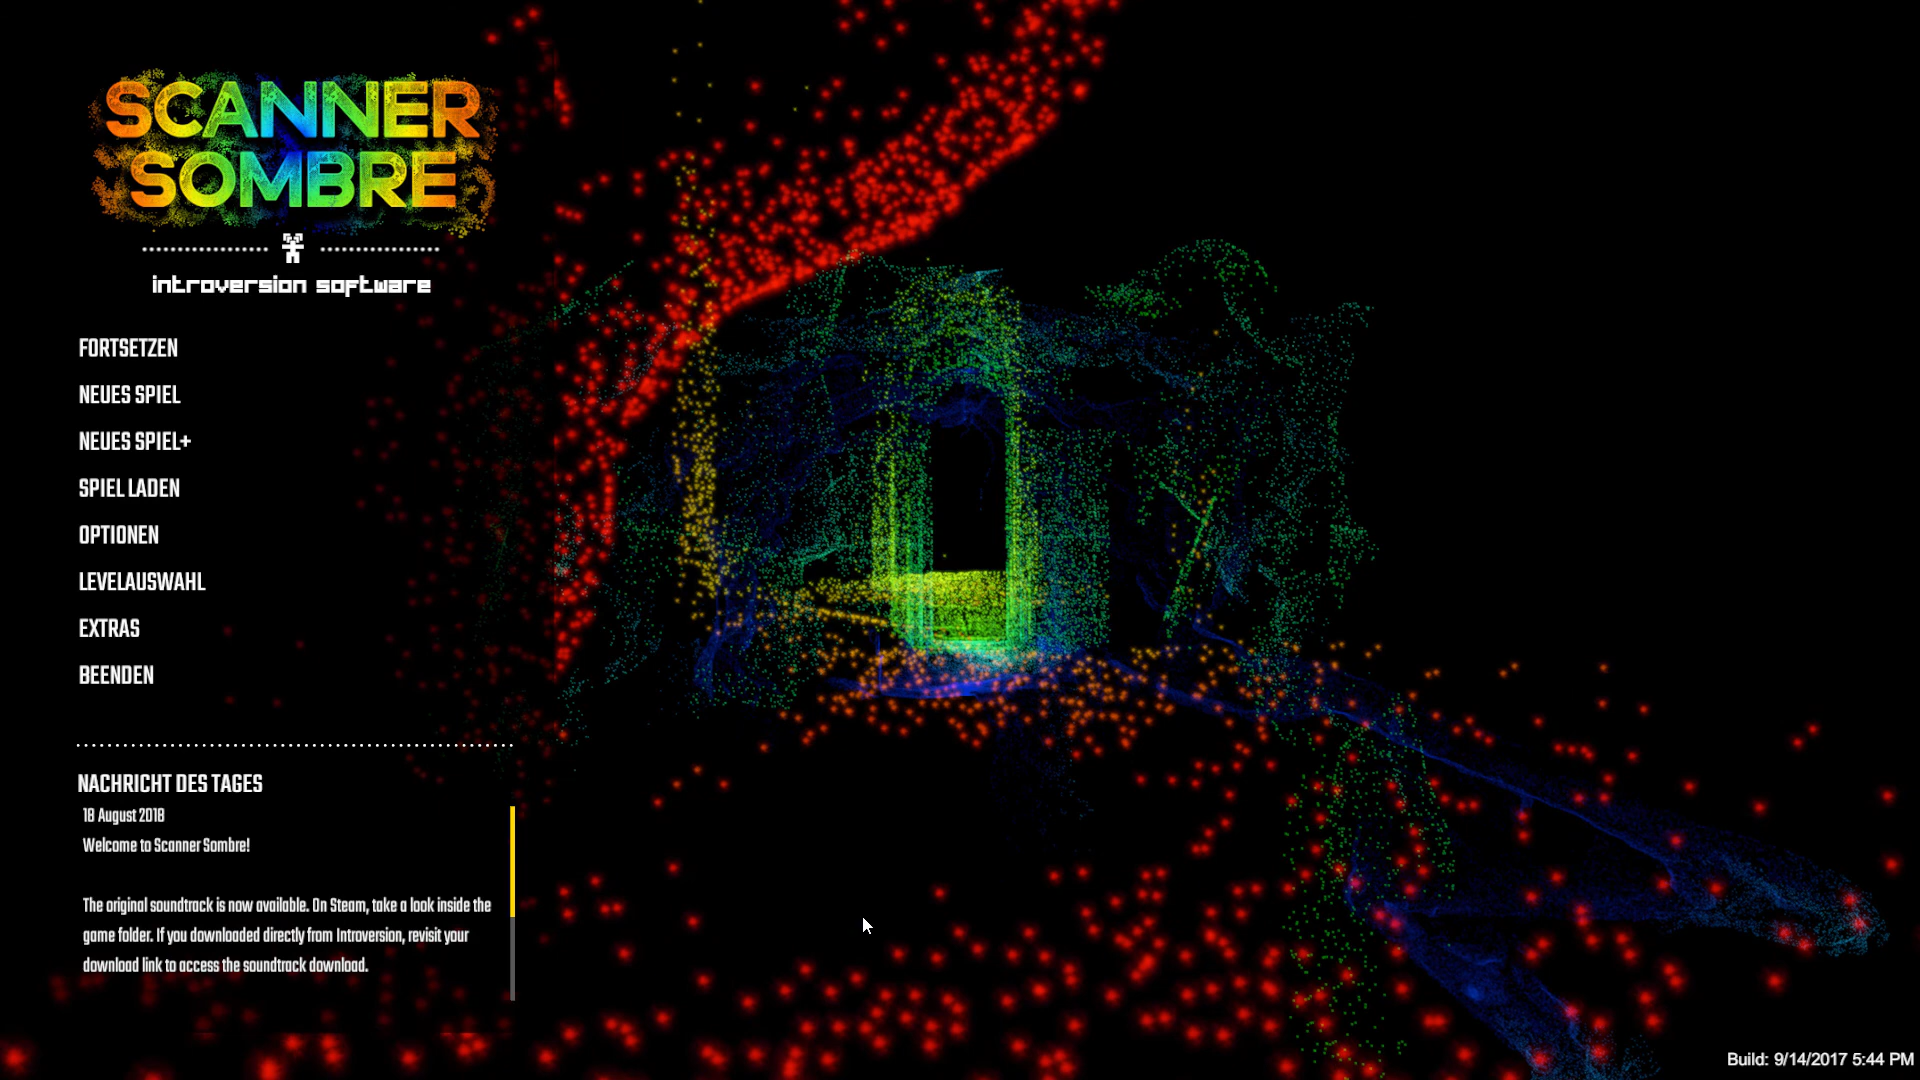 SCANNER
SOMBRE
introversion software
FORTSETZEN
NEUES SPIEL
NEUES SPIEL+
SPIEL LADEN
OPTIONEN
LEVELAUSWAHL
EXTRAS
BEENDEN
NACHRICHT DES TAGES
18 August 2018
Welcome to Scanner Sombre!
The original soundtrack is now available. On Steam, take a look inside the
game folder. If you downloaded directly from Introversion, revisit your
download link to access the soundtrack download.
Build: 9/14/2017 5:44 PM